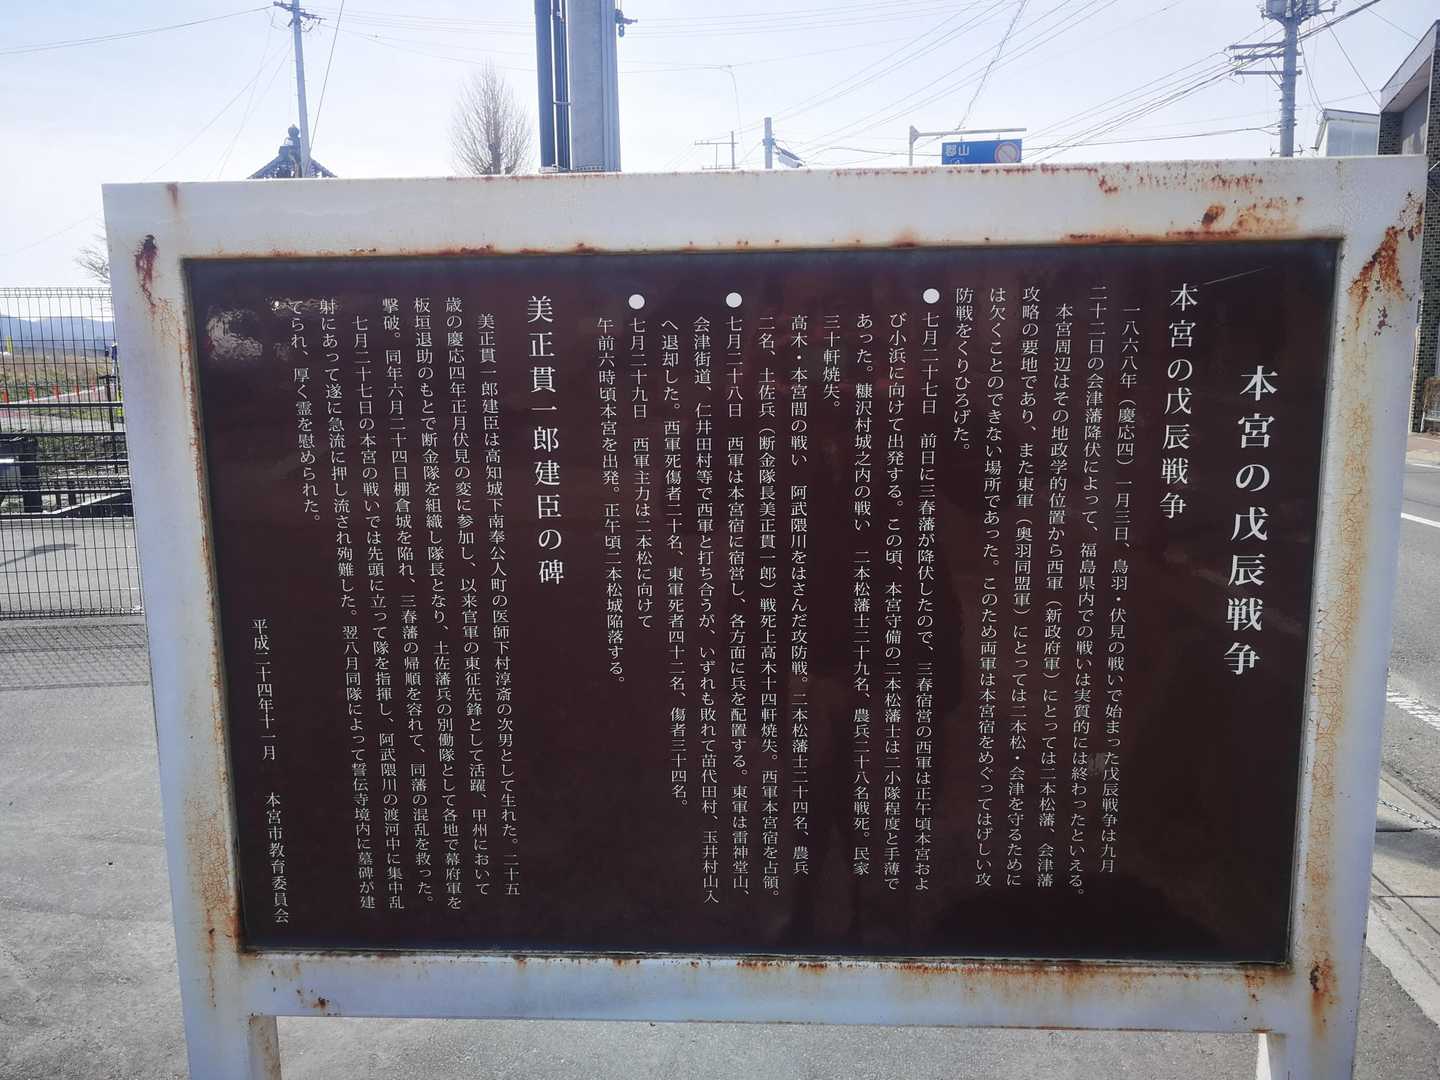 本宮の戊辰戦争
本宮の戊辰戦争
一八六八年（慶応四）一月三日、鳥羽・伏見の戦いで始まった戊辰戦争は九月
二十二日の会津藩降伏によって、福島県内での戦いは実質的には終わったといえる。
本宮周辺はその地政学的位置から西軍（新政府軍）にとっては二本松藩、会津藩
攻略の要地であり、また東軍（奥羽同盟軍）にとっては二本松・会津を守るために
は欠くことのできない場所であった。このため両軍は本宮宿をめぐってはげしい攻
防戦をくりひろげた。
●七月二十七日　前日に三春藩が降伏したので、三春宿営の西軍は正午頃本宮およ
び小浜に向けて出発する。この頃、本宮守備の二本松藩士は二小隊程度と手薄で
あった。糠沢村城之内の戦い　二本松藩士二十九名、農兵二十八名戦死。民家
三十軒焼失。
高木・本宮間の戦い　阿武隈川をはさんだ攻防戦。二本松藩士二十四名、農兵
二名、土佐兵（断金隊長美正貫一郎）戦死上高木十四軒焼失。西軍本宮宿を占領。
●七月二十八日　西軍は本宮宿に宿営し、各方面に兵を配置する。東軍は雷神堂山、
会津街道、仁井田村等で西軍と打ち合うが、いずれも敗れて苗代田村、玉井村山入
へ退却した。西軍死傷者二十名、東軍死者四十二名、傷者三十四名。
●七月二十九日　西軍主力は二本松に向けて
午前六時頃本宮を出発。正午頃二本松城陥落する。
美正貫一郎建臣の碑
美正貫一郎建臣は高知城下南奉公人町の医師下村淳斎の次男として生れた。二十五
歳の慶応四年正月伏見の変に参加し、以来官軍の東征先鋒として活躍、甲州において
板垣退助のもとで断金隊を組織し隊長となり、土佐藩兵の別働隊として各地で幕府軍を
撃破。同年六月二十四日棚倉城を陥れ、三春藩の帰順を容れて、同藩の混乱を救った。
七月二十七日の本宮の戦いでは先頭に立って隊を指揮し、阿武隈川の渡河中に集中乱
射にあって遂に急流に押し流され殉難した。翌八月同隊によって誓伝寺境内に墓碑が建
てられ、厚く霊を慰められた。
平成二十四年十一月　本宮市教育委員会
郡山